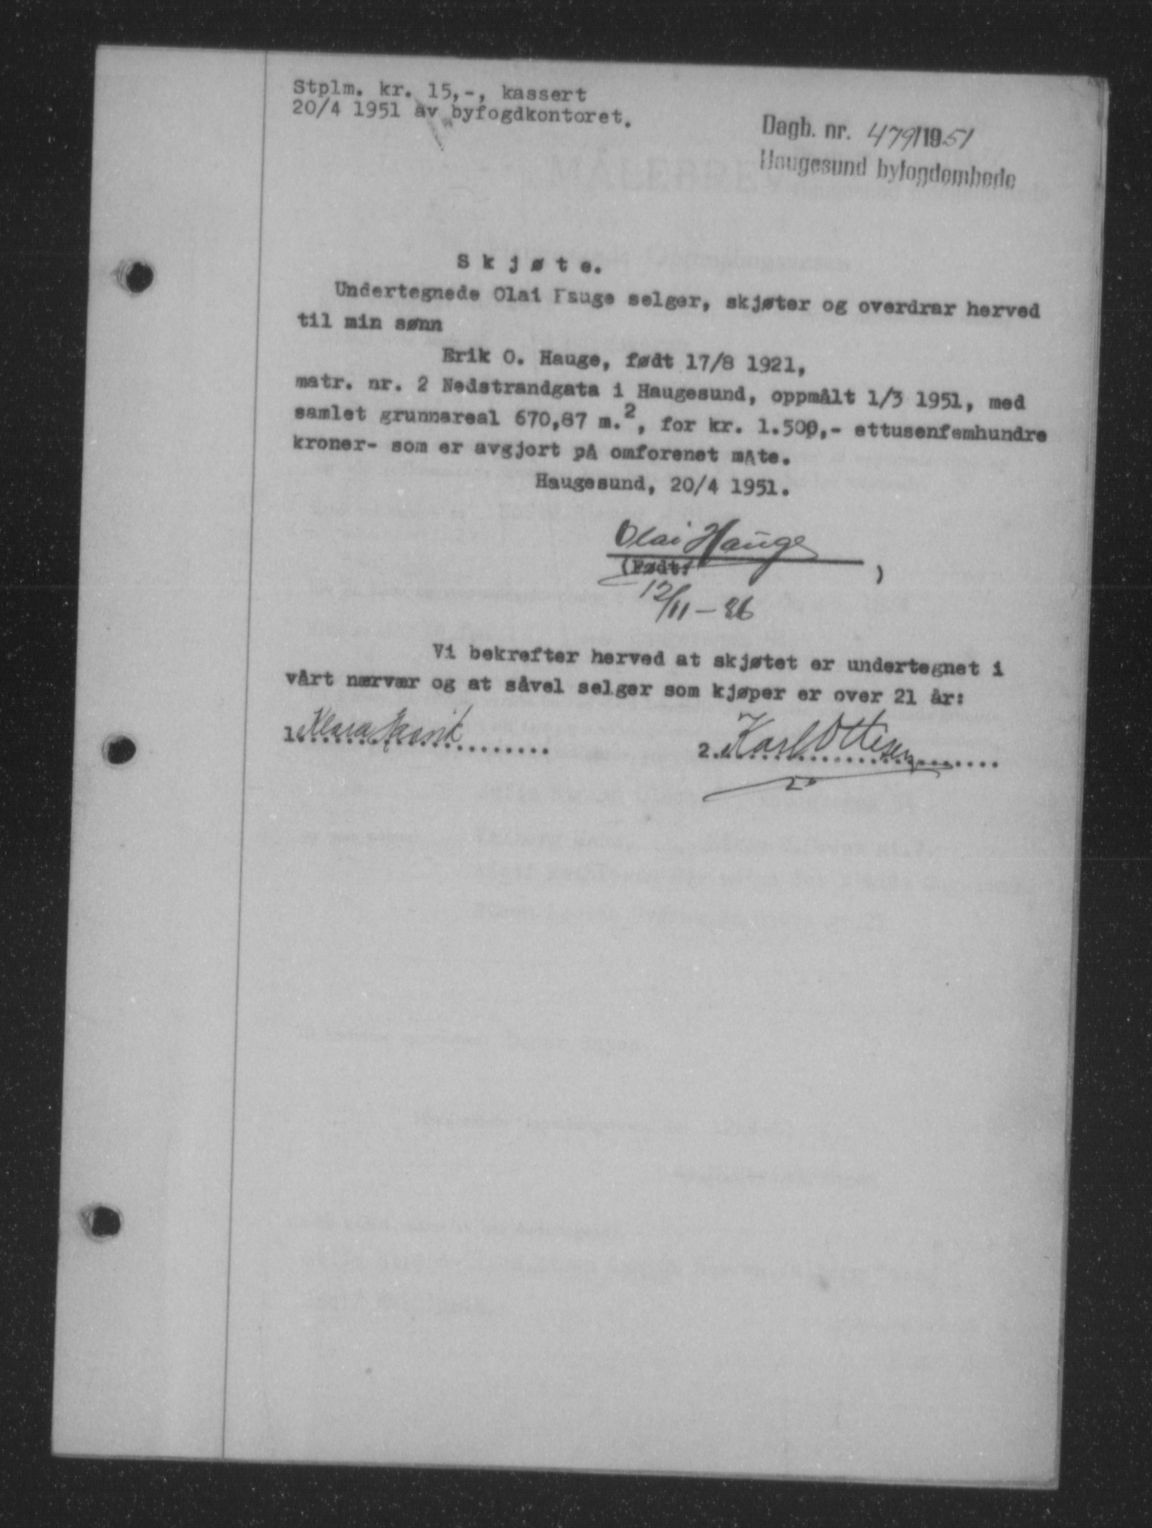 Stplm. kr. 15,-, kassert
20/4 1951 av byfogdkontoret.
Dagb. nr. 479/1951
Haugesund byfogdembede
MÅLEBREV
Skjøte.
Undertegnede Olai Hauge selger, skjøter og overdrar herved
til min sønn
Erik O. Hauge, født 17/8 1921,
matr. nr. 2 Nedstrandgata i Haugesund, oppmålt 1/3 1951, med
samlet grunnareal 670,87 m.², for kr. 1.500,- ettusenfemhundre
kroner- som er avgjort på omforenet måte.
Haugesund, 20/4 1951.
Olai Hauge
(Født: )
12/11-86
Vi bekrefter herved at skjøtet er undertegnet i
vårt nærvær og at såvel selger som kjøper er over 21 år:
1. Klara
2. Karl Ottesen